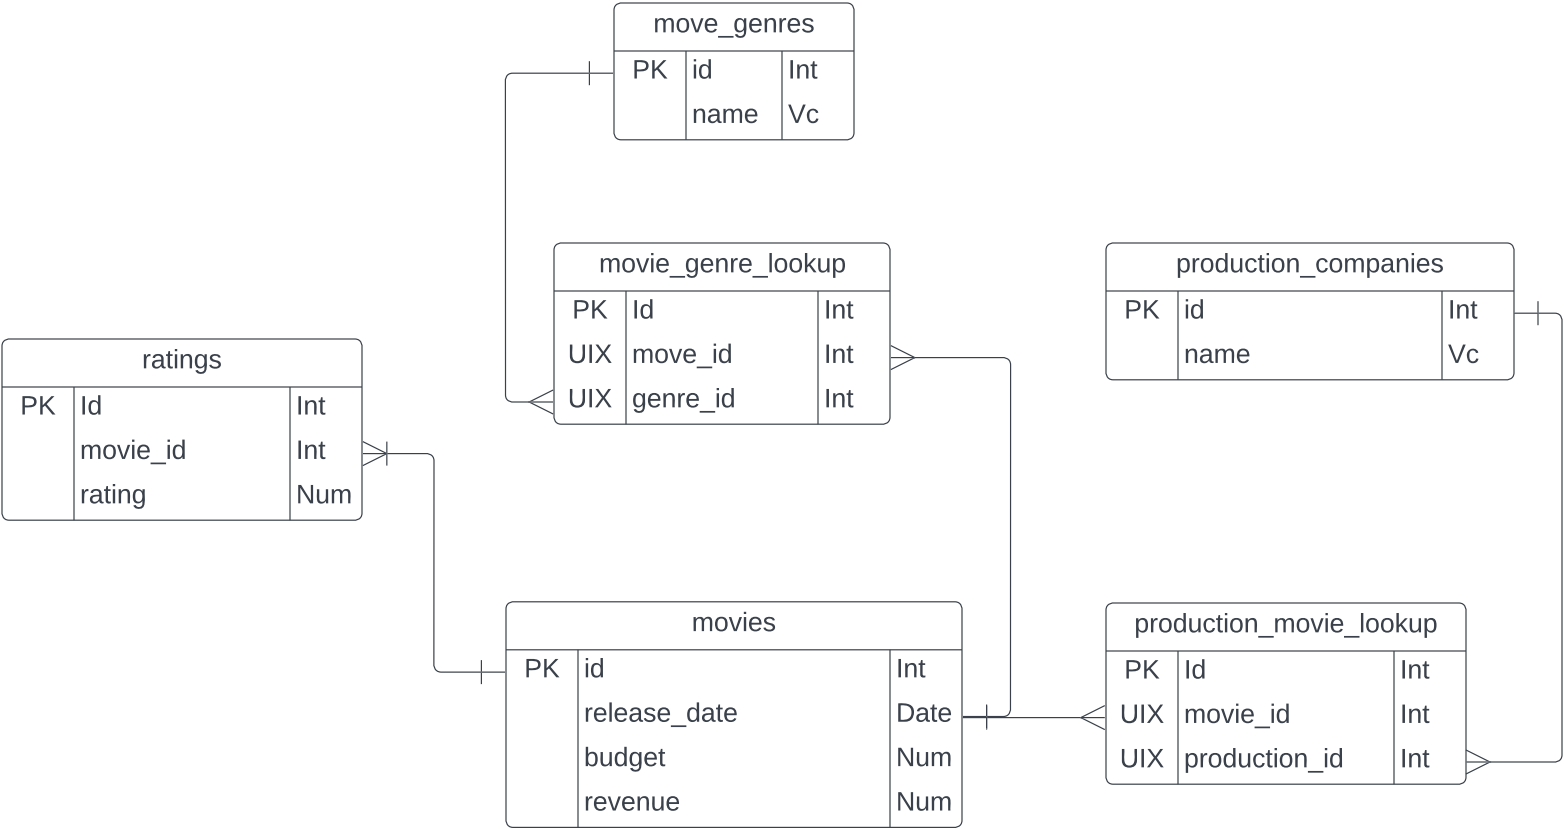 move_genres
PK id Int
name Vc
movie_genre_lookup
PK Id Int
UIX move_id Int
UIX genre_id Int
production_companies
PK id Int
name Vc
ratings
PK Id Int
movie_id Int
rating Num
movies
PK id Int
release_date Date
budget Num
revenue Num
production_movie_lookup
PK Id Int
UIX movie_id Int
UIX production_id Int